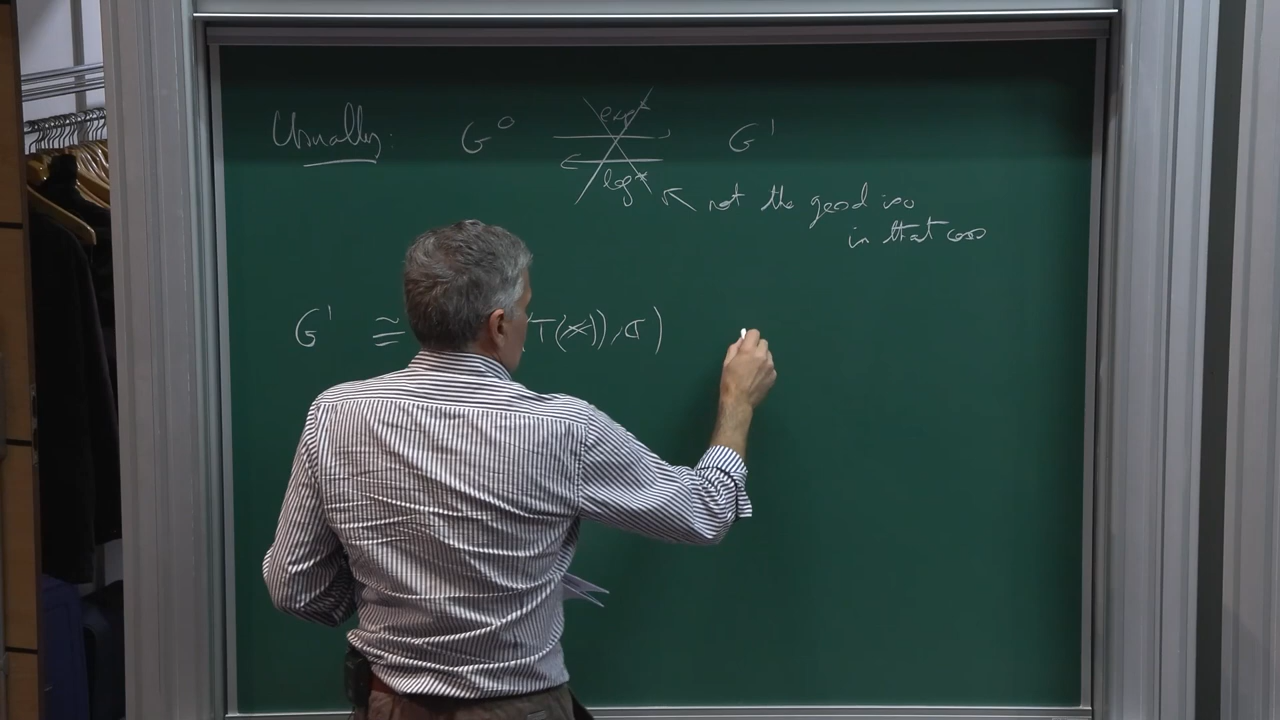 Usually: G⁰ exp* G¹
log* ↖ not the good iso
in that case
G¹ ≅ T(X)), ℂ)